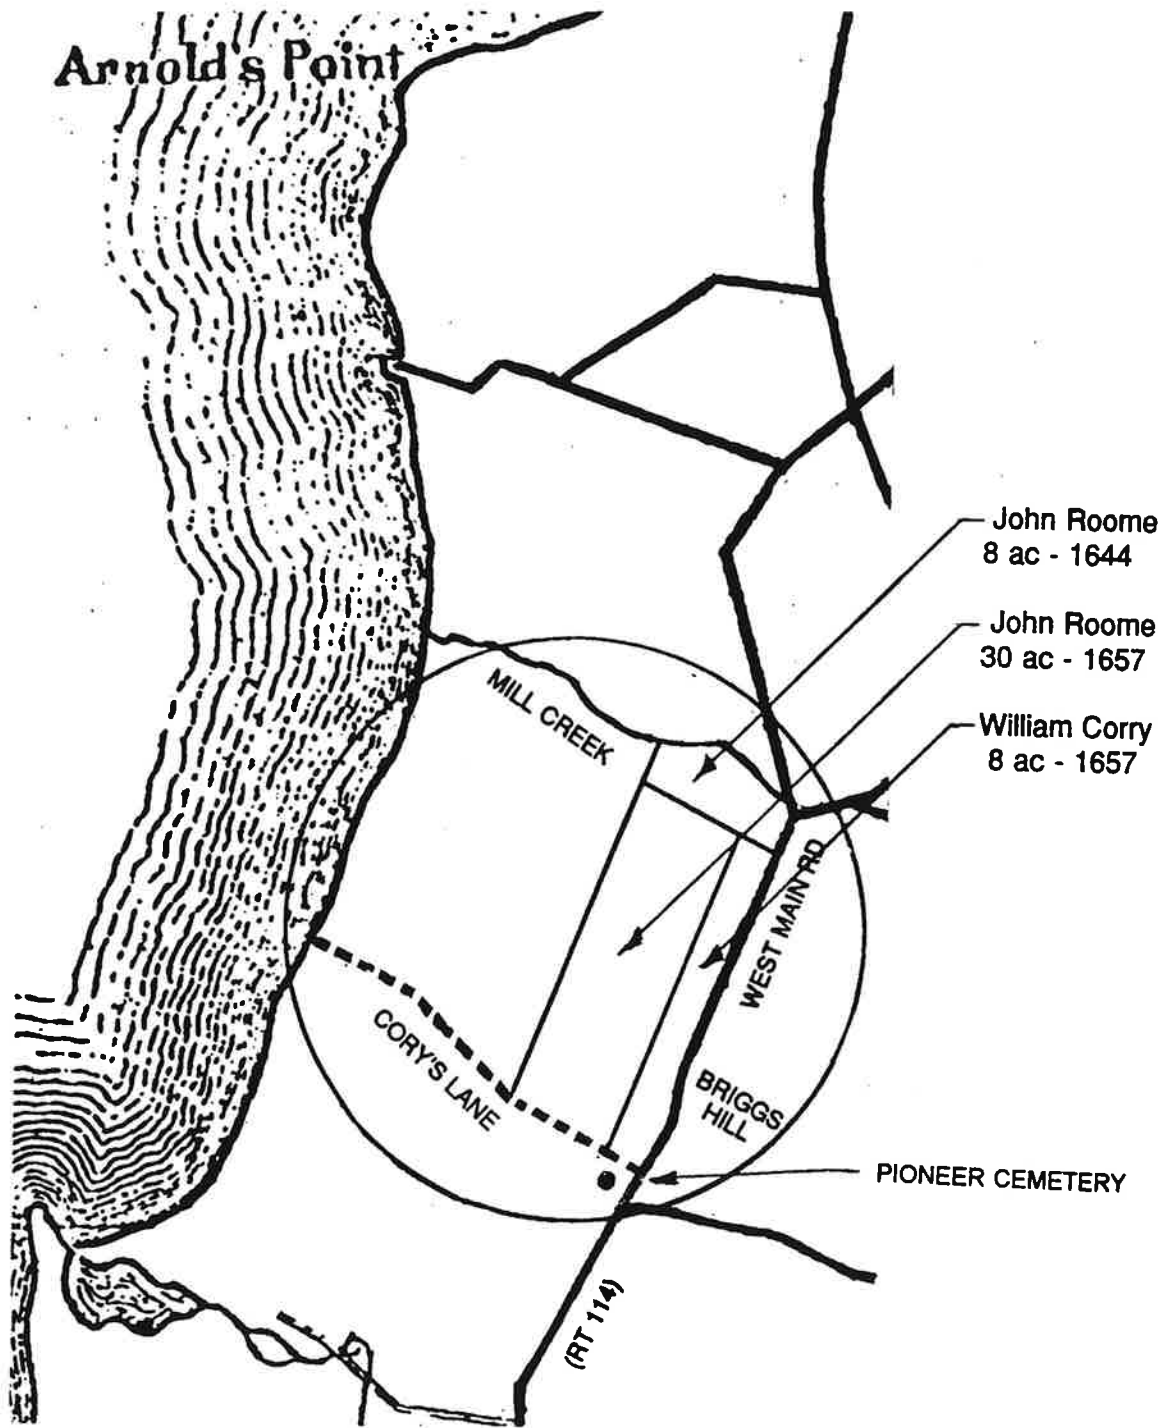 Arnold's Point
John Roome
8 ac - 1644
John Roome
30 ac - 1657
William Corry
8 ac - 1657
MILL CREEK
WEST MAIN RD
CORY'S LANE
BRIGGS
HILL
PIONEER CEMETERY
(RT 114)